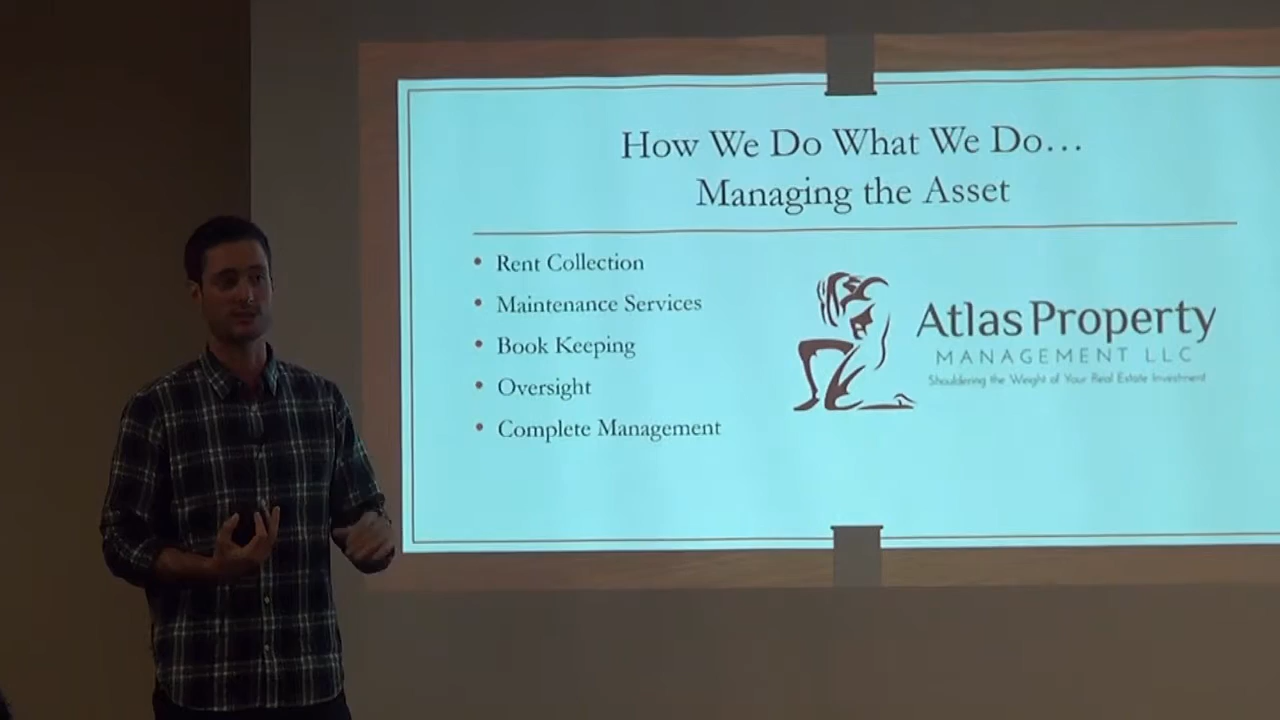 How We Do What We Do…
Managing the Asset
• Rent Collection
• Maintenance Services
• Book Keeping
• Oversight
• Complete Management
Atlas Property
MANAGEMENT LLC
Shouldering the Weight of Your Real Estate Investment